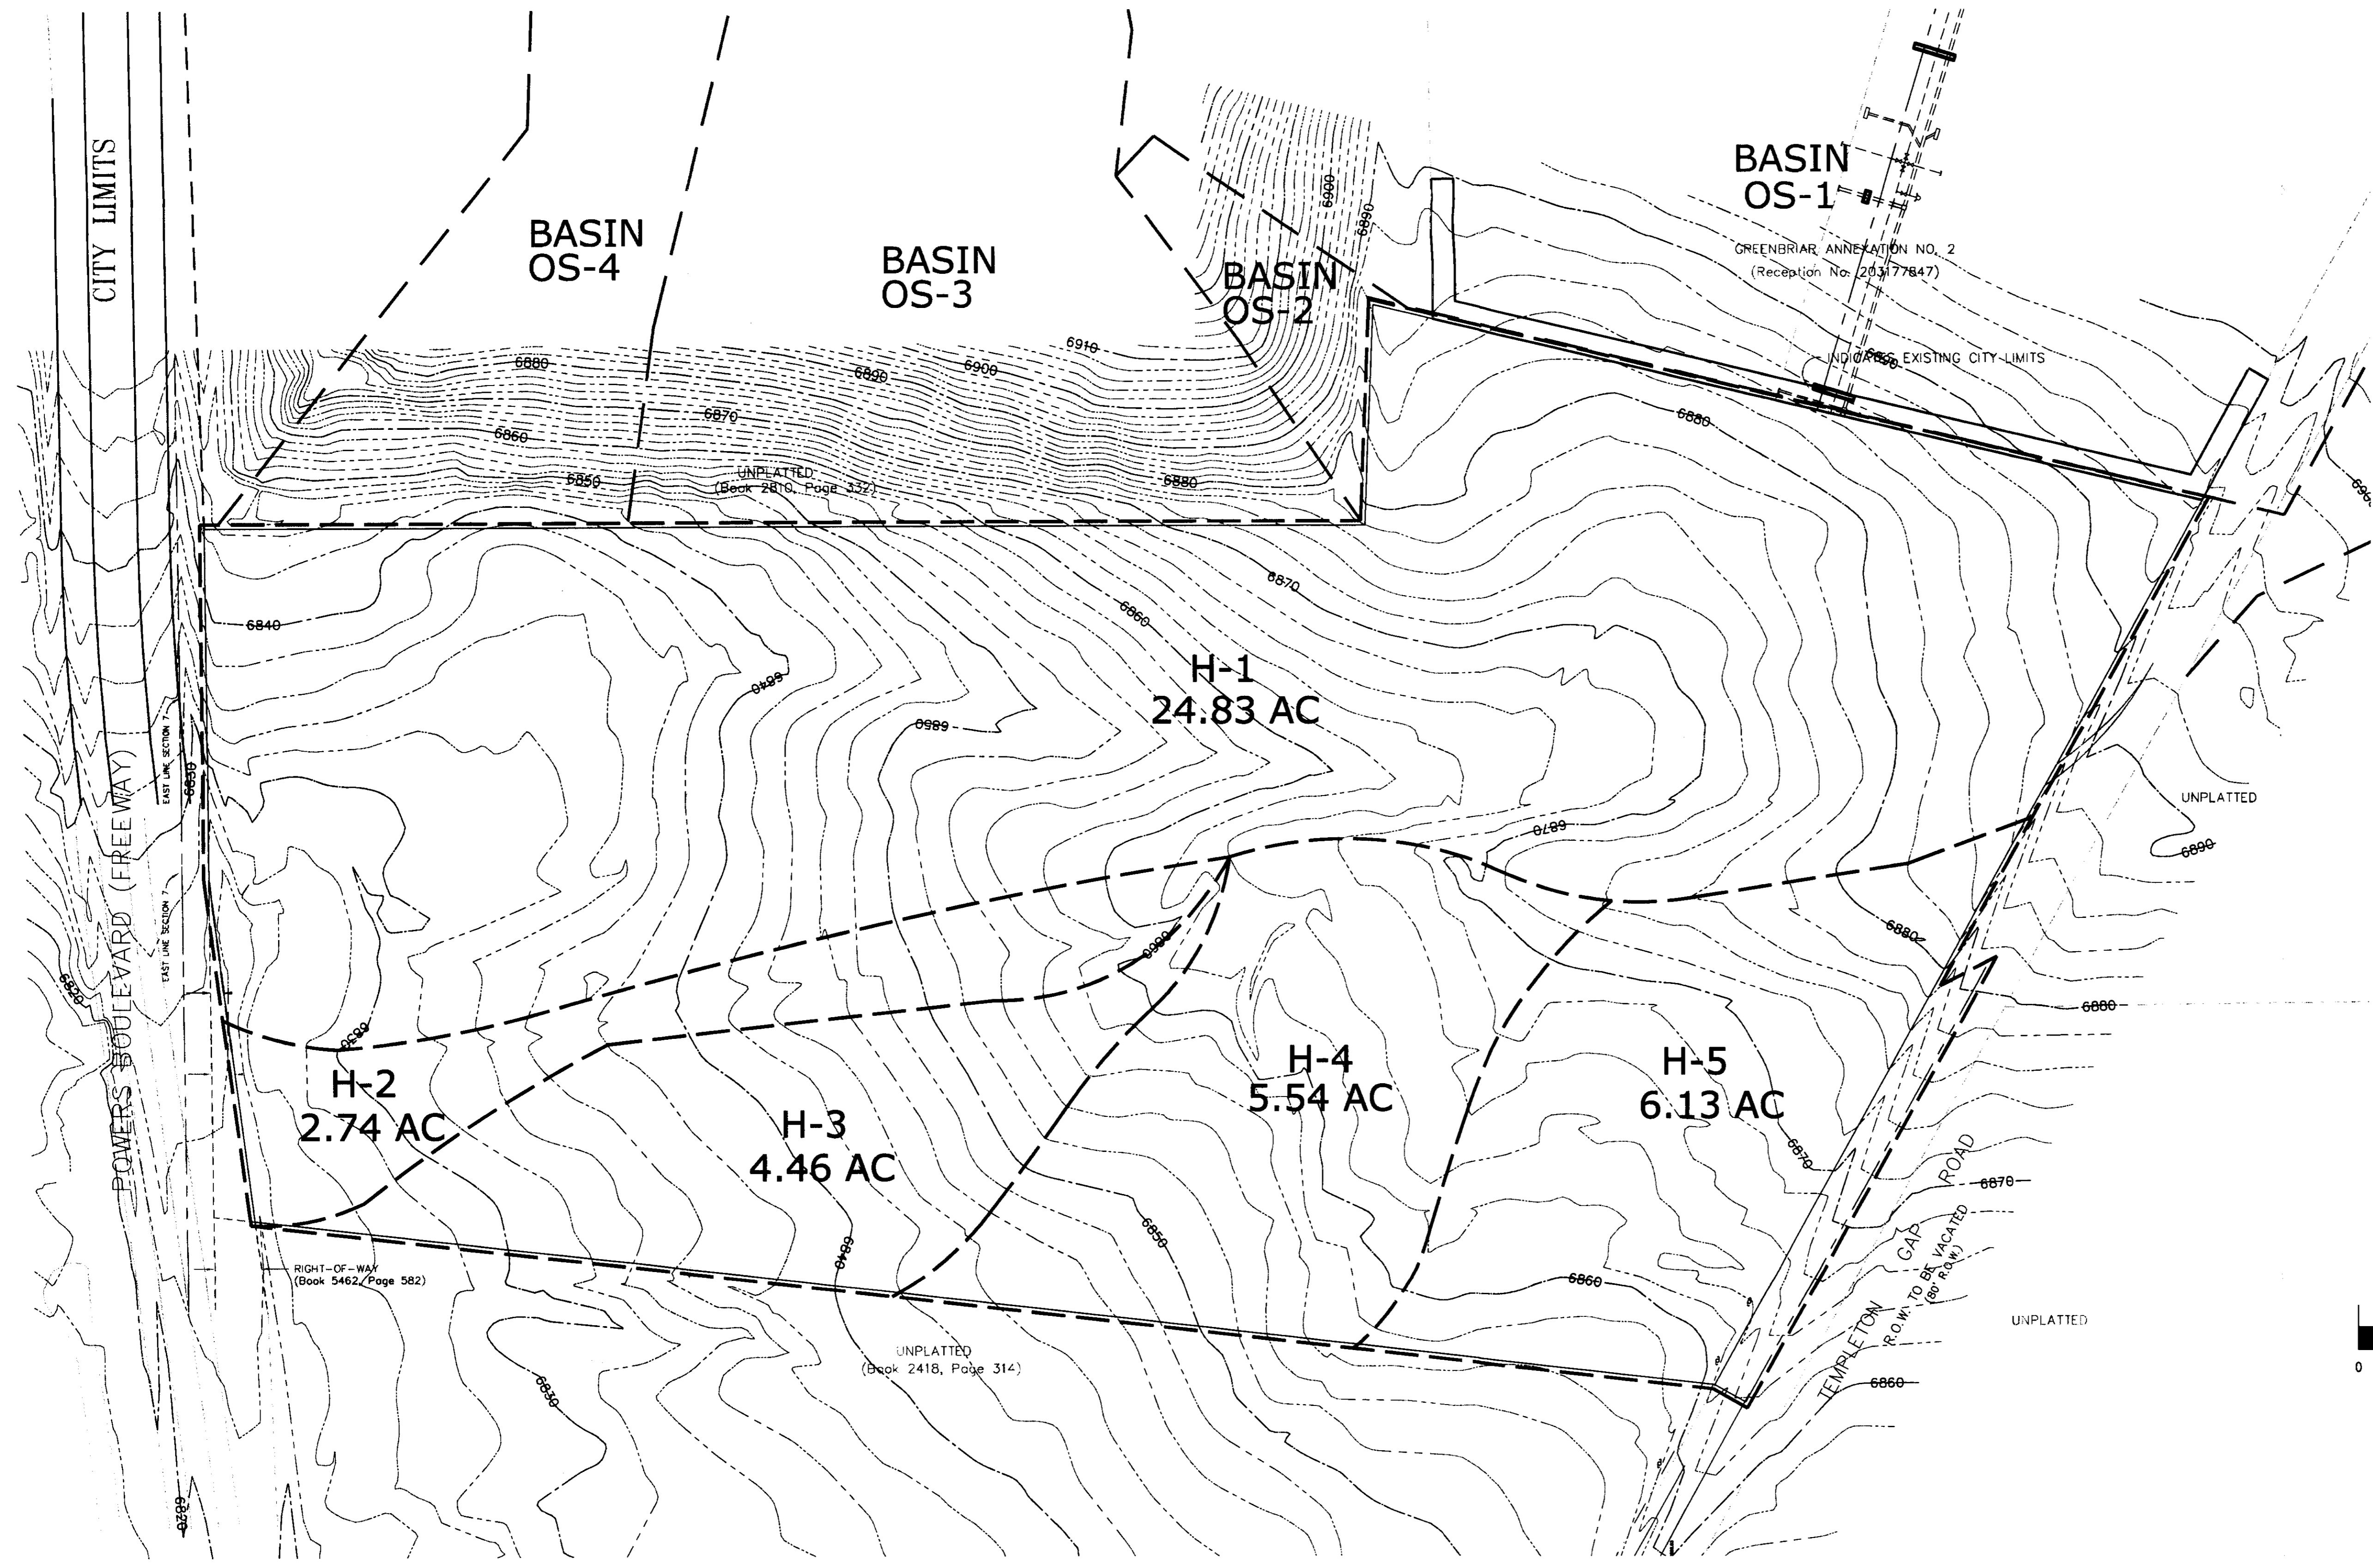 CITY LIMITS
BASIN
OS-4
BASIN
OS-3
BASIN
OS-2
BASIN
OS-1
GREENBRIAR ANNEXATION NO. 2
(Reception No. 203177847)
INDICATES EXISTING CITY LIMITS
6900
6890
6890
6910
6880
6890
6900
6870
6860
6850
6880
6880
UNPLATTED
(Book 2810, Page 332)
6840
6870
6860
6840
6850
H-1
24.83 AC
EAST LINE SECTION 7
6830
POWERS BOULEVARD (FREEWAY)
EAST LINE SECTION 7
UNPLATTED
6890
6870
6880
6880
6860
6820
6830
H-2
2.74 AC
H-3
4.46 AC
H-4
5.54 AC
H-5
6.13 AC
6870
6870
6850
6840
6860
RIGHT-OF-WAY
(Book 5462, Page 582)
UNPLATTED
(Book 2418, Page 314)
TEMPLETON GAP ROAD
R.O.W. TO BE VACATED
(80' R.O.W.)
UNPLATTED
6860
6830
6820
0